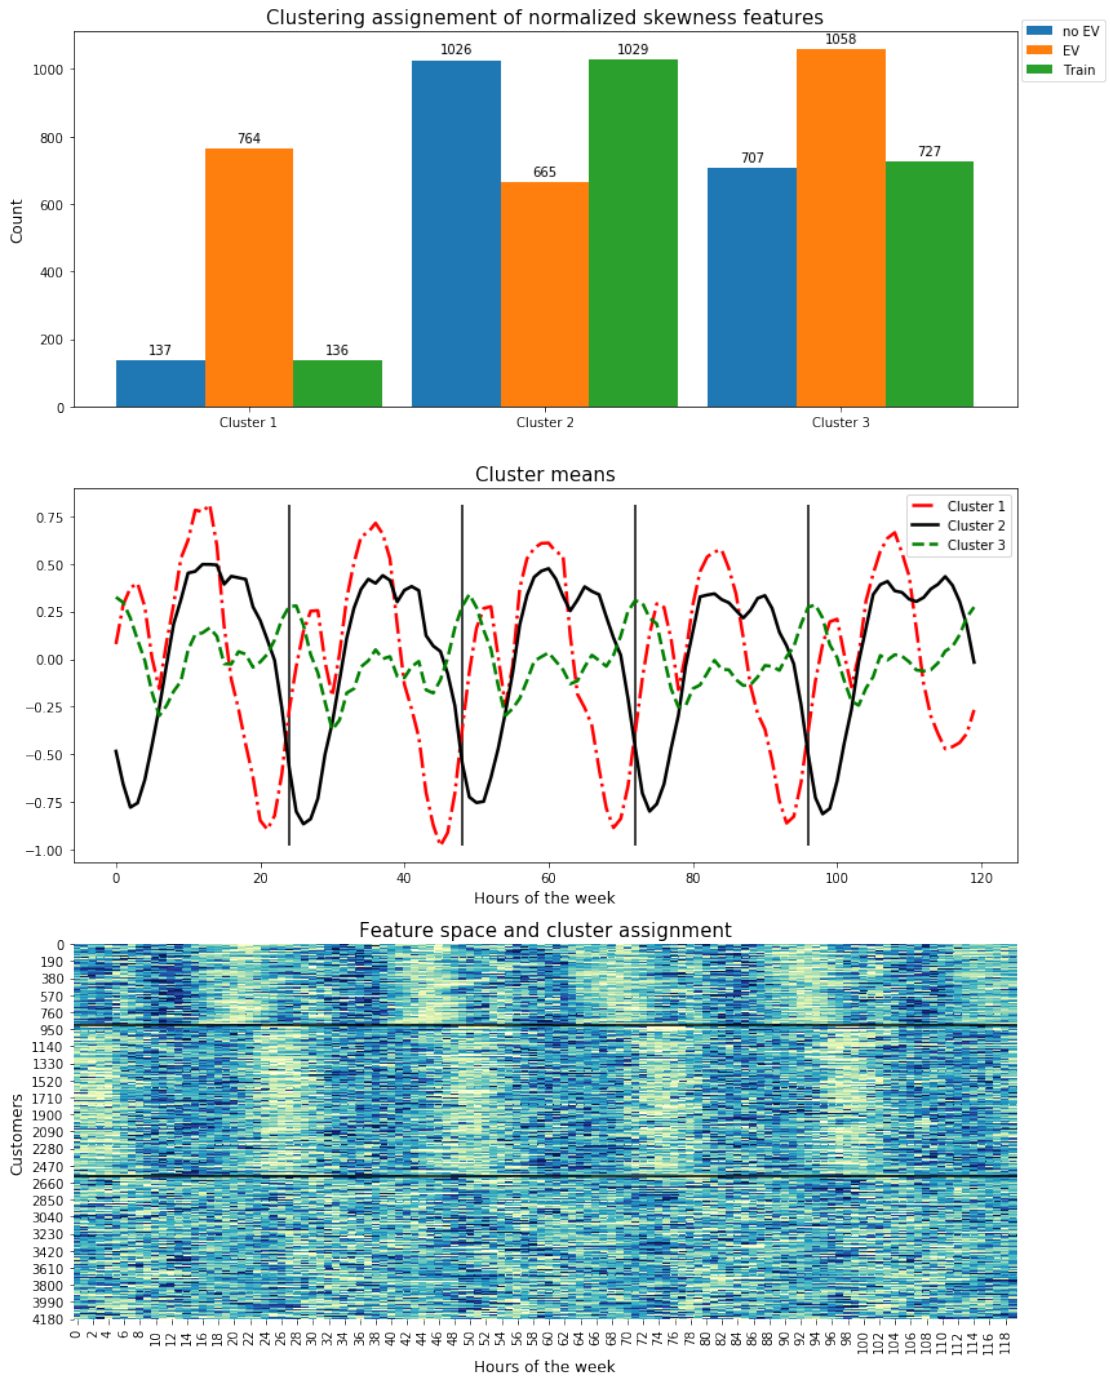 Clustering assignement of normalized skewness features
no EV
EV
Train
Count
1000
800
600
400
200
0
137
764
136
1026
665
1029
707
1058
727
Cluster 1
Cluster 2
Cluster 3
Cluster means
Cluster 1
Cluster 2
Cluster 3
0.75
0.50
0.25
0.00
−0.25
−0.50
−0.75
−1.00
0 20 40 60 80 100 120
Hours of the week
Feature space and cluster assignment
Customers
0
190
380
570
760
950
1140
1330
1520
1710
1900
2090
2280
2470
2660
2850
3040
3230
3420
3610
3800
3990
4180
0 2 4 6 8 10 12 14 16 18 20 22 24 26 28 30 32 34 36 38 40 42 44 46 48 50 52 54 56 58 60 62 64 66 68 70 72 74 76 78 80 82 84 86 88 90 92 94 96 98 100 102 104 106 108 110 112 114 116 118
Hours of the week